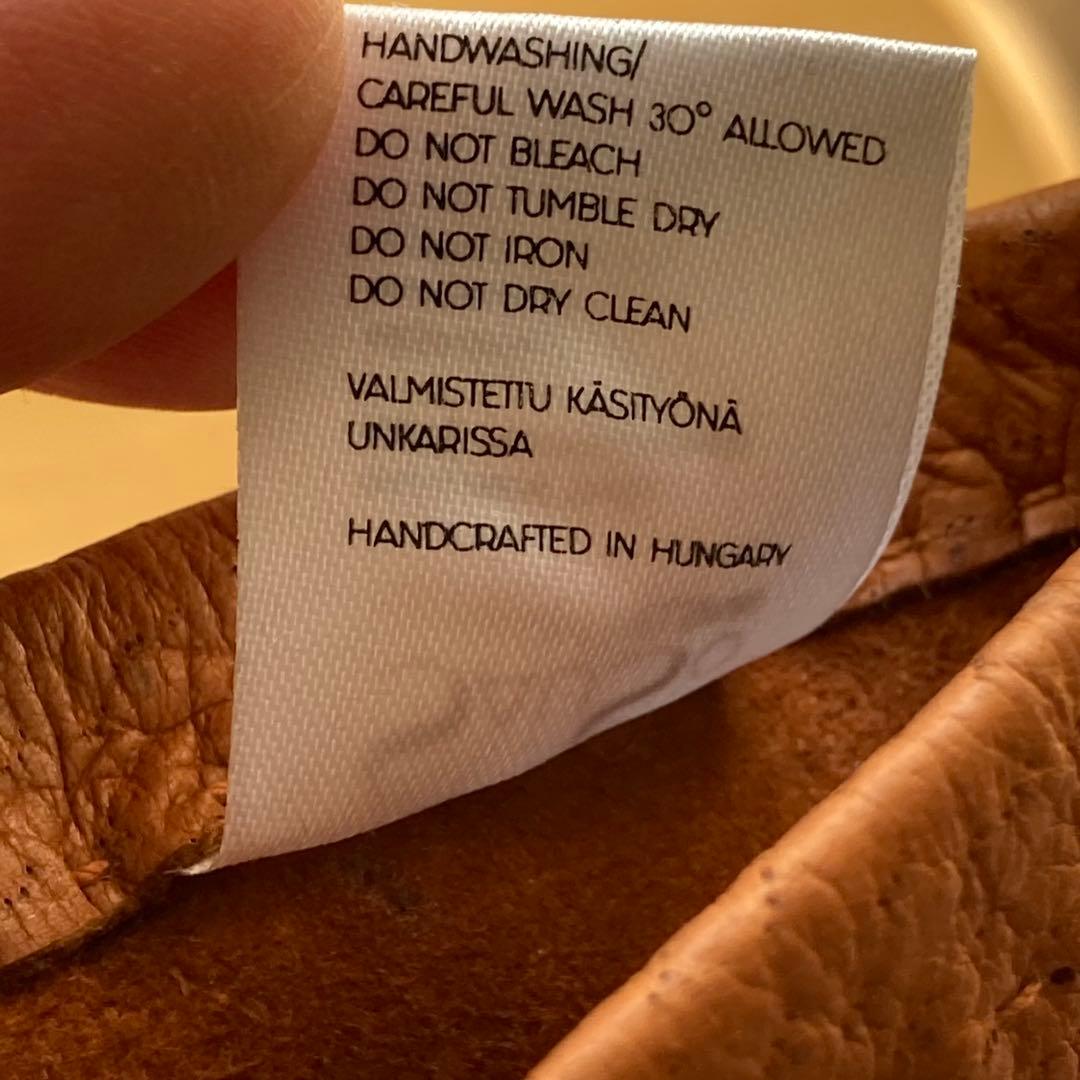 HANDWASHING/
CAREFUL WASH 30° ALLOWED
DO NOT BLEACH
DO NOT TUMBLE DRY
DO NOT IRON
DO NOT DRY CLEAN
VALMISTETTU KÄSITYÖNÄ
UNKARISSA
HANDCRAFTED IN HUNGARY